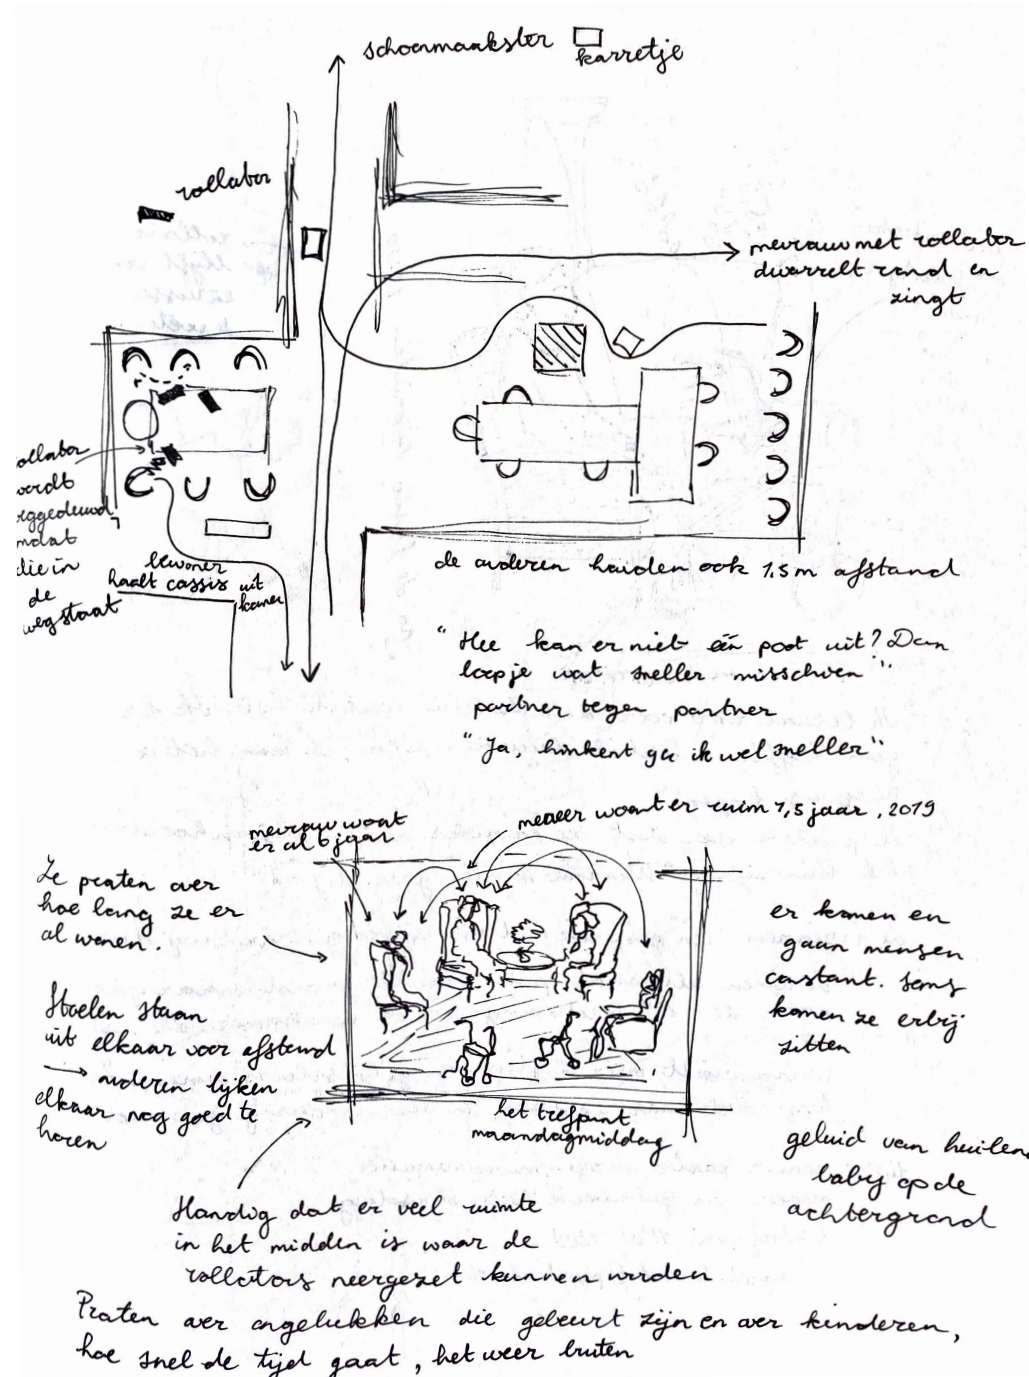 schoonmaakster
karretje
rollator
mevrouw met rollator
dwarrelt rond en
zingt
rollator
wordt
weggeduwd,
omdat
die in
de
weg staat
bewoner
haalt cassis uit
kamer
de anderen houden ook 1,5 m afstand
"Hee kan er niet één poot uit? Dan
loop je wat sneller misschien"
partner tegen partner
"Ja, hinkent ga ik wel sneller"
mevrouw woont
er al 6 jaar
meneer woont er ruim 1,5 jaar, 2019
Ze praten over
hoe lang ze er
al wonen.
Stoelen staan
uit elkaar voor afstand
→ anderen lijken
elkaar nog goed te
horen
er komen en
gaan mensen
constant. soms
komen ze erbij
zitten
het trefpunt
maandagmiddag
geluid van huilend
baby op de
achtergrond
Handig dat er veel ruimte
in het midden is waar de
rollators neergezet kunnen worden
Praten over ongelukken die gebeurt zijn en over kinderen,
hoe snel de tijd gaat, het weer buiten